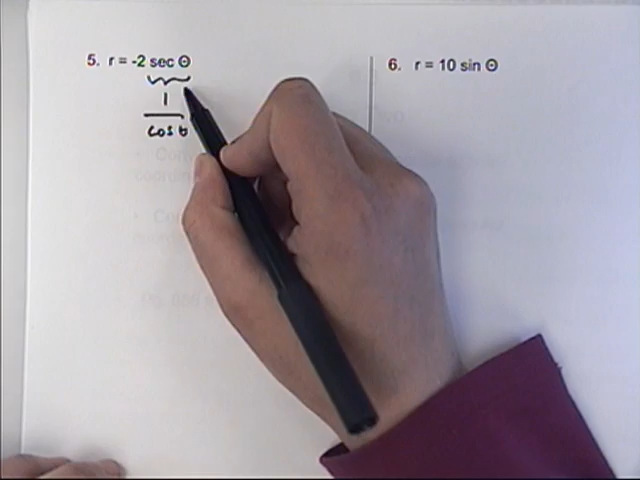 5. r = -2 sec Θ
1
cos θ
6. r = 10 sin Θ